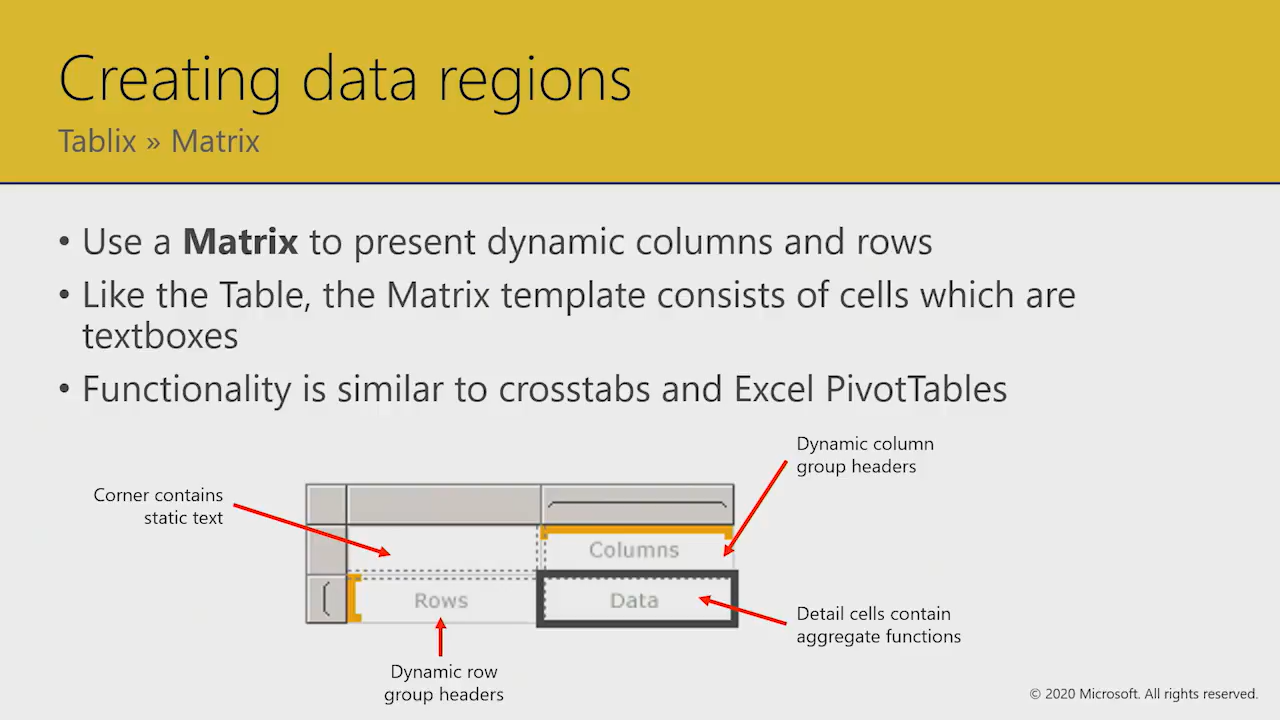 Creating data regions
Tablix » Matrix
• Use a Matrix to present dynamic columns and rows
• Like the Table, the Matrix template consists of cells which are
textboxes
• Functionality is similar to crosstabs and Excel PivotTables
Dynamic column
group headers
Corner contains
static text
Columns
Rows
Data
Detail cells contain
aggregate functions
Dynamic row
group headers
© 2020 Microsoft. All rights reserved.